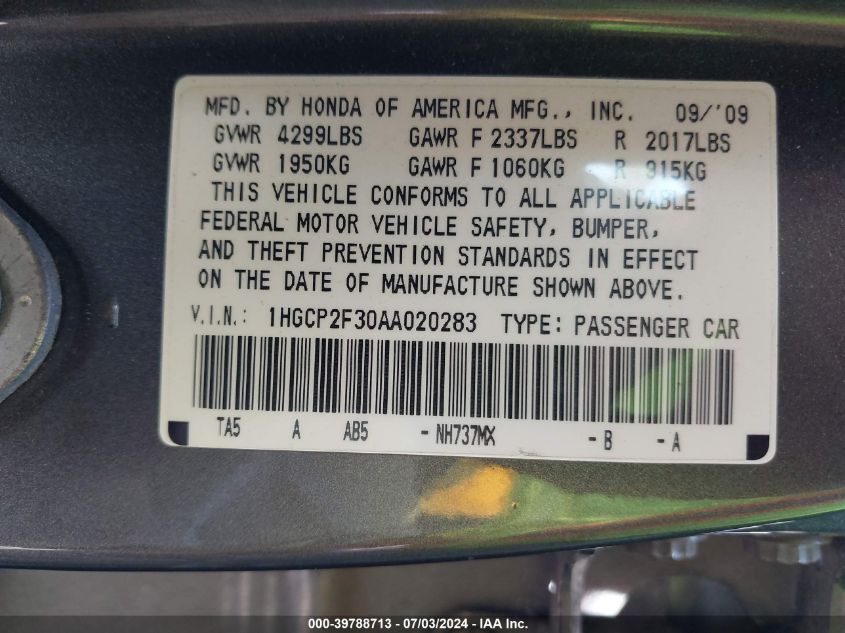 MFD. BY HONDA OF AMERICA MFG., INC. 09/'09
GVWR 4299LBS GAWR F 2337LBS R 2017LBS
GVWR 1950KG GAWR F 1060KG R 915KG
THIS VEHICLE CONFORMS TO ALL APPLICABLE
FEDERAL MOTOR VEHICLE SAFETY, BUMPER,
AND THEFT PREVENTION STANDARDS IN EFFECT
ON THE DATE OF MANUFACTURE SHOWN ABOVE.
V.I.N.: 1HGCP2F30AA020283 TYPE: PASSENGER CAR
TA5 A AB5 - NH737MX - B - A
000-39788713 - 07/03/2024 - IAA Inc.